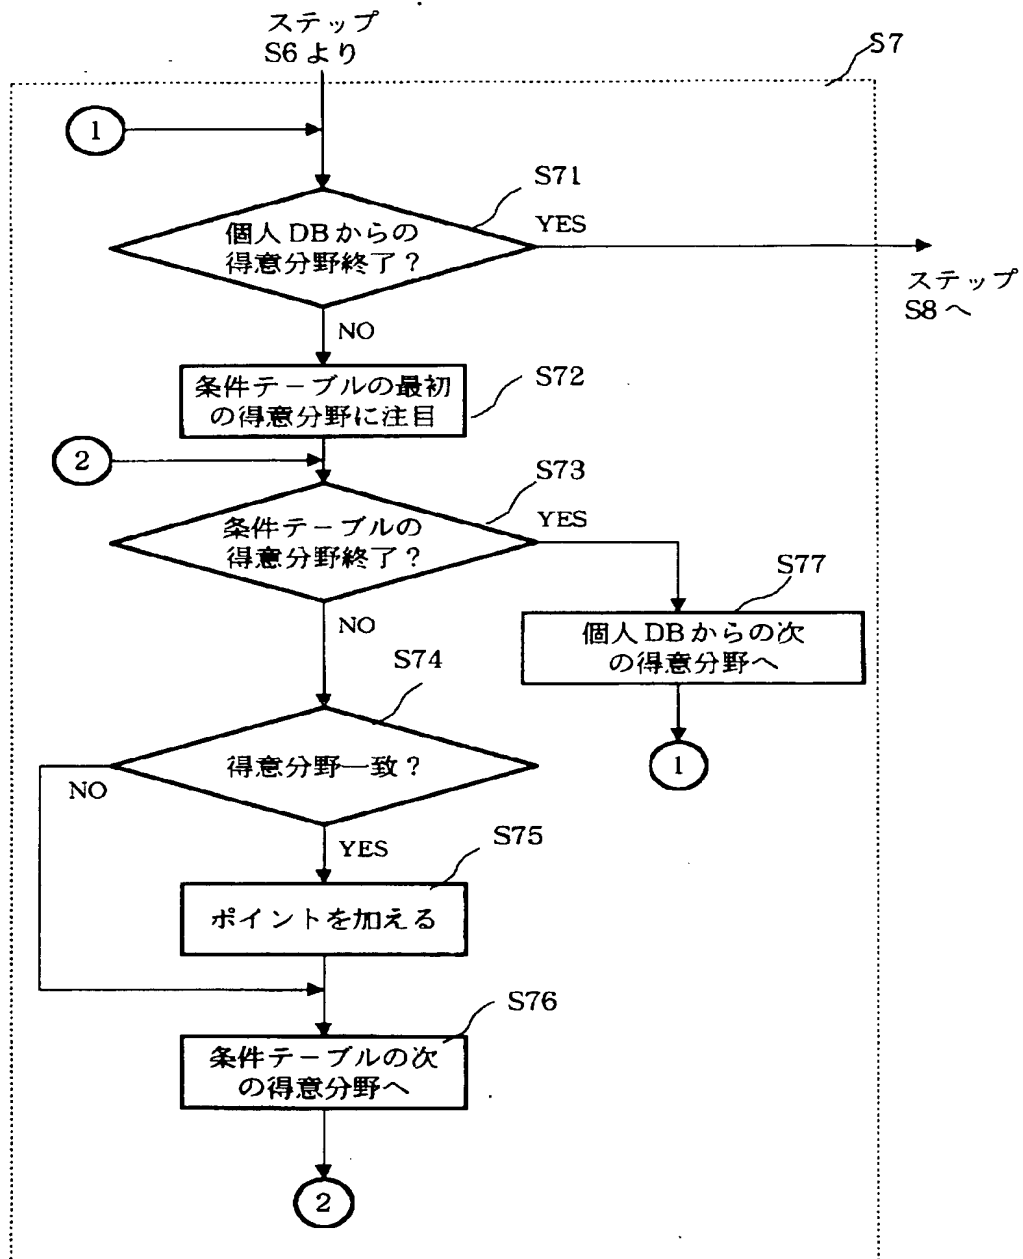 ステップ
S6より
S7
1
S71
個人DBからの
得意分野終了？
YES
ステップ
S8へ
NO
条件テーブルの最初
の得意分野に注目
S72
2
S73
条件テーブルの
得意分野終了？
YES
S77
個人DBからの次
の得意分野へ
1
NO
S74
得意分野一致？
NO
YES
S75
ポイントを加える
S76
条件テーブルの次
の得意分野へ
2